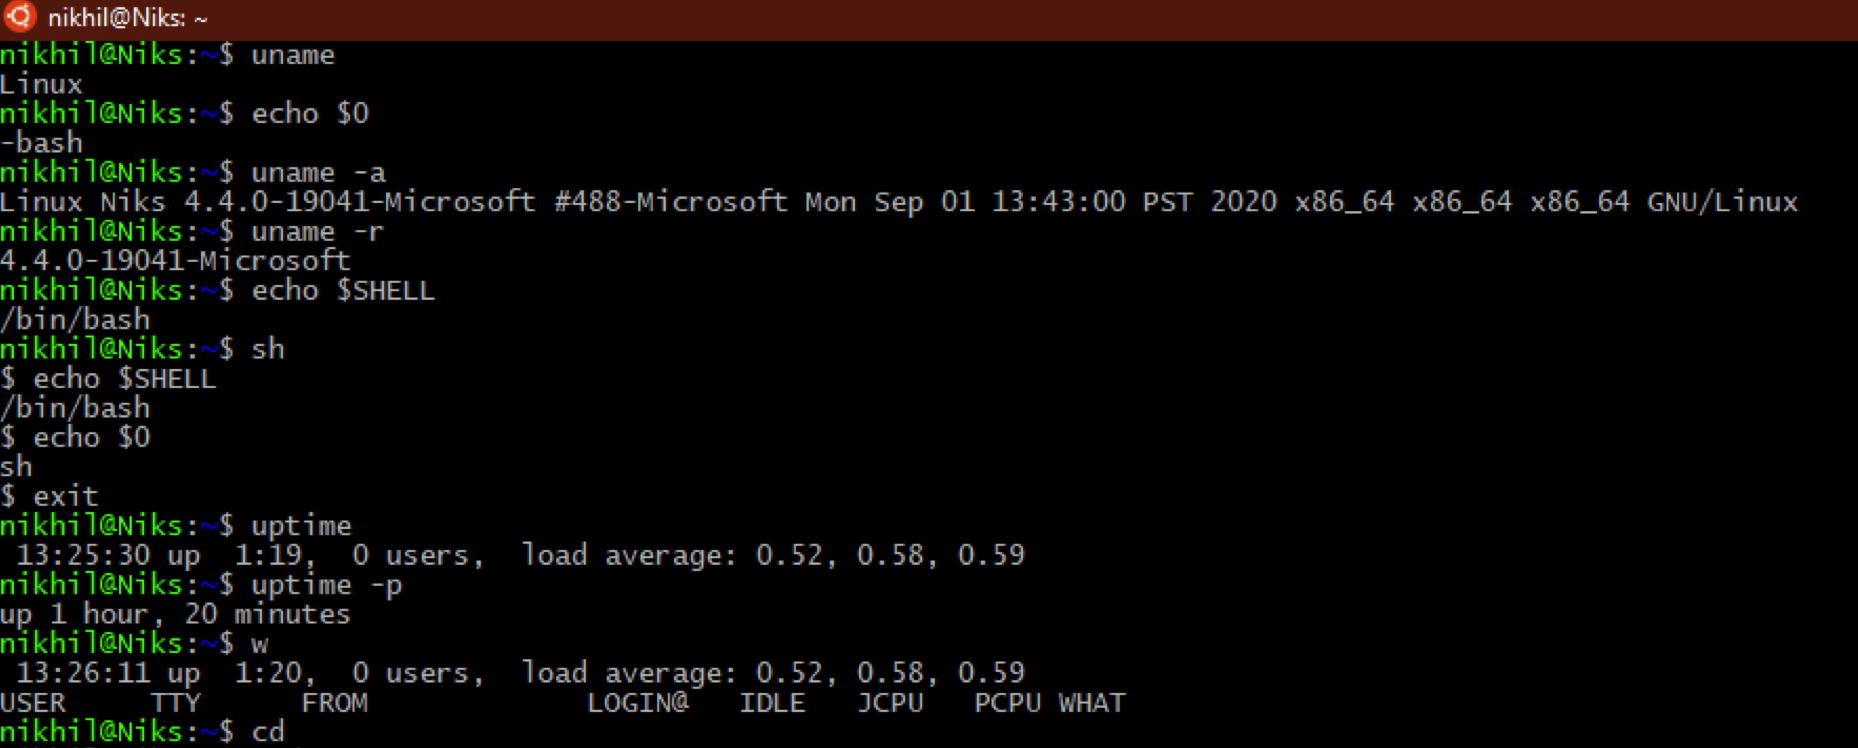 nikhil@Niks: ~
nikhil@Niks:~$ uname
Linux
nikhil@Niks:~$ echo $0
-bash
nikhil@Niks:~$ uname -a
Linux Niks 4.4.0-19041-Microsoft #488-Microsoft Mon Sep 01 13:43:00 PST 2020 x86_64 x86_64 x86_64 GNU/Linux
nikhil@Niks:~$ uname -r
4.4.0-19041-Microsoft
nikhil@Niks:~$ echo $SHELL
/bin/bash
nikhil@Niks:~$ sh
$ echo $SHELL
/bin/bash
$ echo $0
sh
$ exit
nikhil@Niks:~$ uptime
 13:25:30 up  1:19,  0 users,  load average: 0.52, 0.58, 0.59
nikhil@Niks:~$ uptime -p
up 1 hour, 20 minutes
nikhil@Niks:~$ w
 13:26:11 up  1:20,  0 users,  load average: 0.52, 0.58, 0.59
USER     TTY      FROM             LOGIN@   IDLE   JCPU   PCPU WHAT
nikhil@Niks:~$ cd